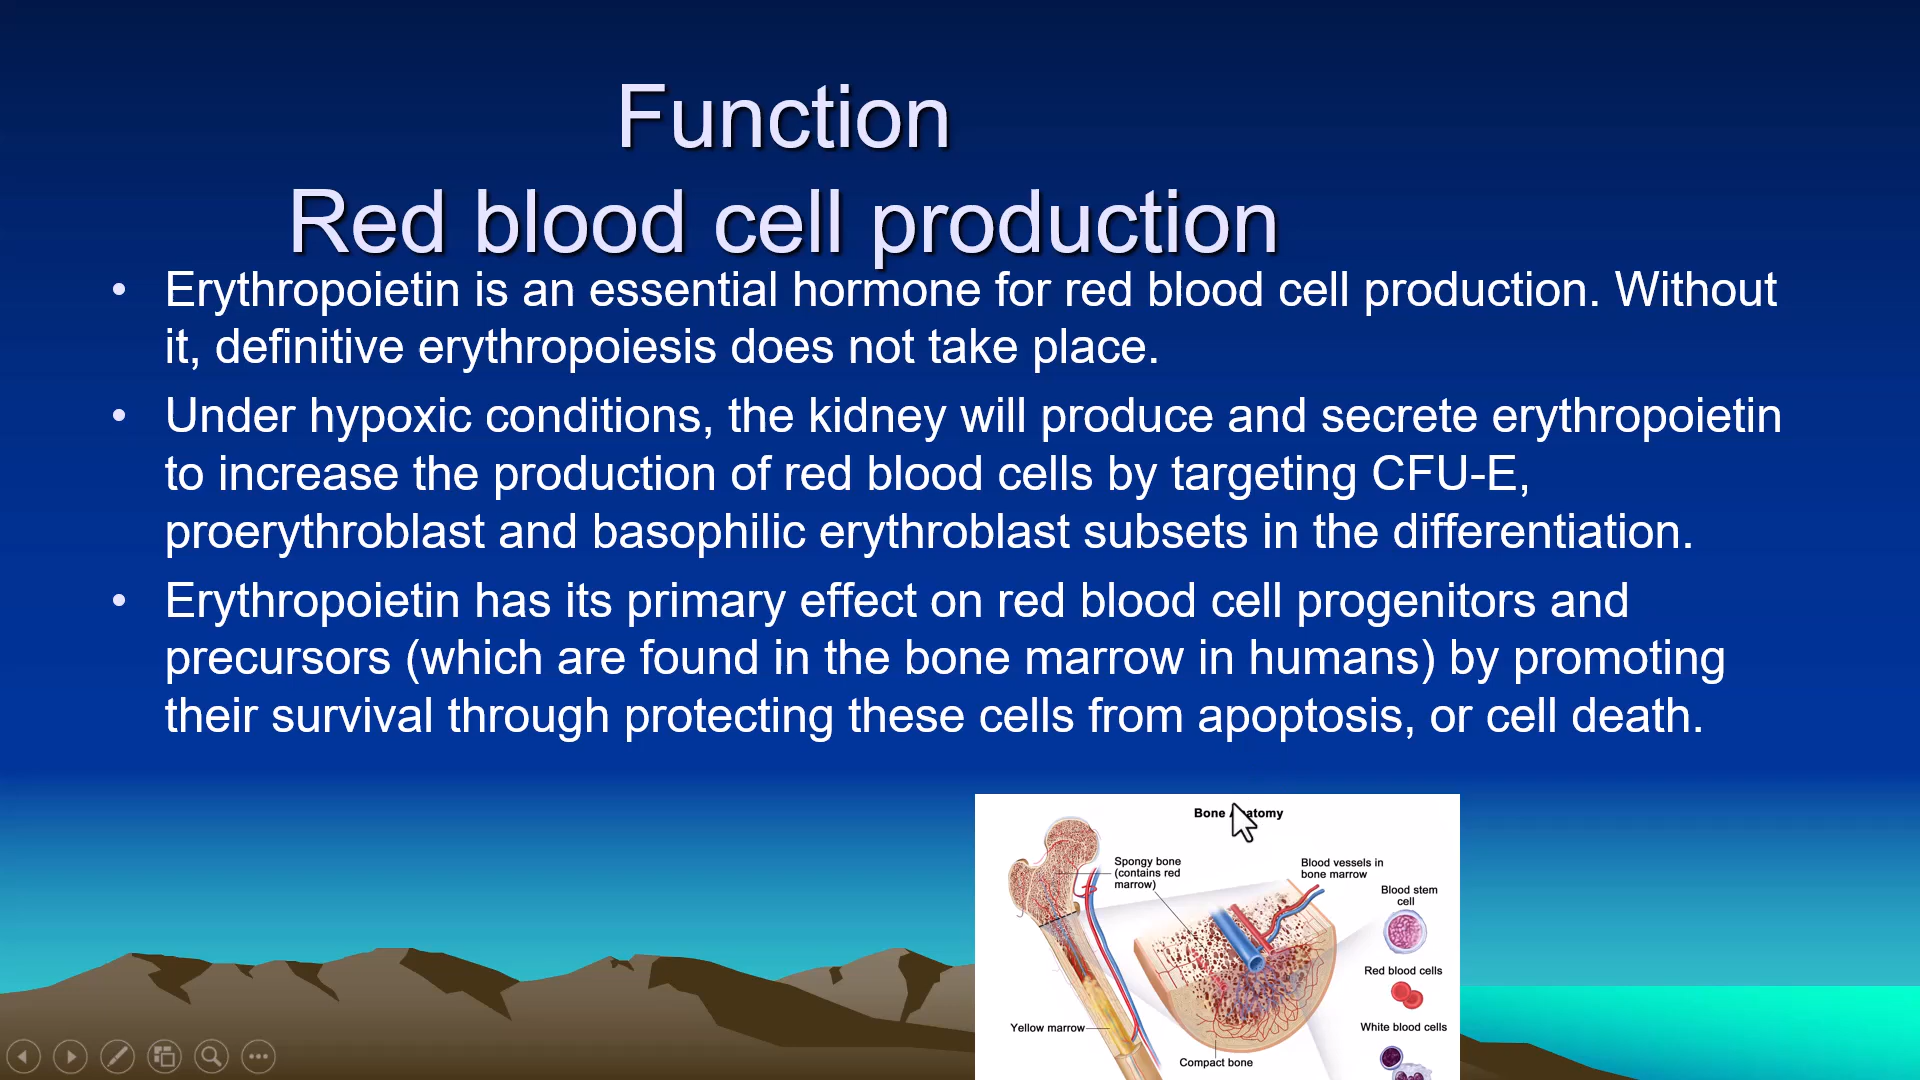 Function
Red blood cell production
• Erythropoietin is an essential hormone for red blood cell production. Without
it, definitive erythropoiesis does not take place.
• Under hypoxic conditions, the kidney will produce and secrete erythropoietin
to increase the production of red blood cells by targeting CFU-E,
proerythroblast and basophilic erythroblast subsets in the differentiation.
• Erythropoietin has its primary effect on red blood cell progenitors and
precursors (which are found in the bone marrow in humans) by promoting
their survival through protecting these cells from apoptosis, or cell death.
Bone
Spongy bone
(contains red
marrow)
Blood vessels in
bone marrow
Blood stem
cell
Red blood cells
White blood cells
Yellow marrow
Compact bone